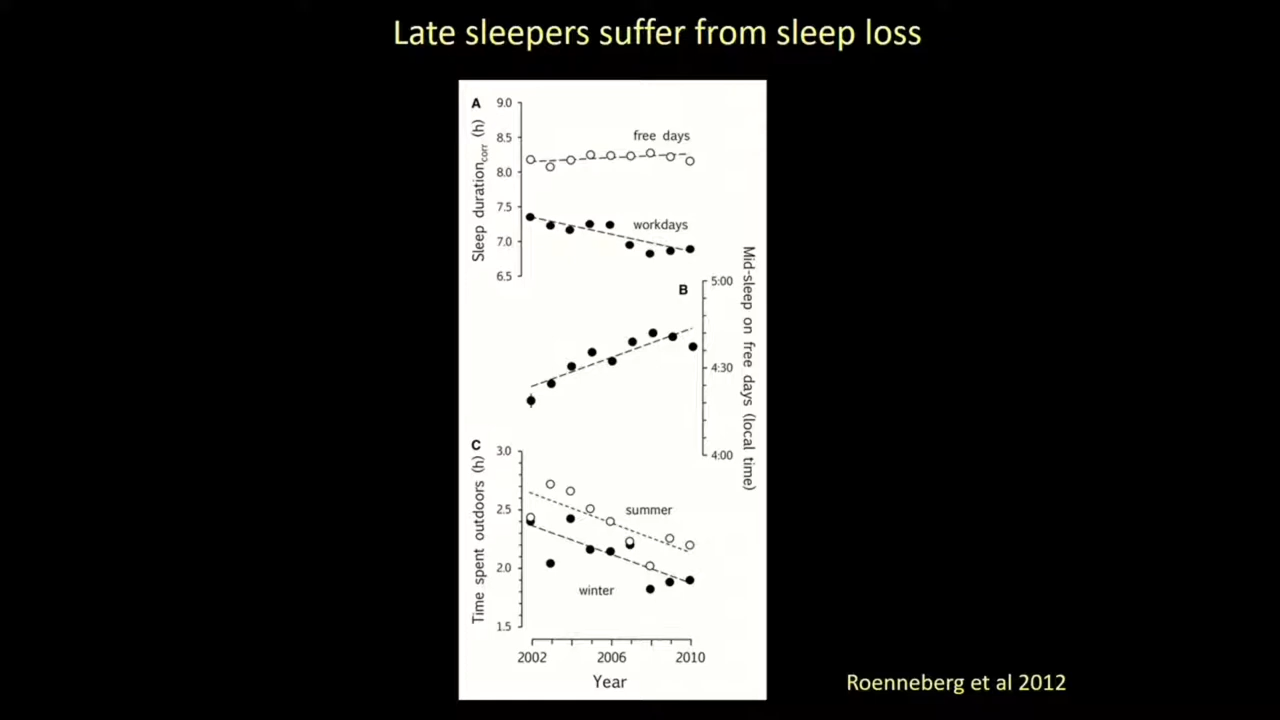 Late sleepers suffer from sleep loss
A
Sleep duration corr (h)
9.0
8.5
8.0
7.5
7.0
6.5
free days
workdays
B
5:00
4:30
4:00
Mid-sleep on free days (local time)
C
Time spent outdoors (h)
3.0
2.5
2.0
1.5
summer
winter
2002 2006 2010
Year
Roenneberg et al 2012